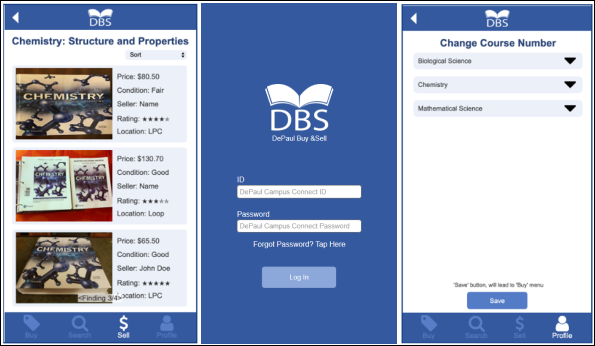 DBS
Chemistry: Structure and Properties
Sort
CHEMISTRY
Price: $80.50
Condition: Fair
Seller: Name
Rating: ★★★★★
Location: LPC
Price: $130.70
Condition: Good
Seller: Name
Rating: ★★★★★
Location: Loop
CHEMISTRY
Price: $65.50
Condition: Good
Seller: John Doe
Rating: ★★★★★
<Finding 3/4>
Location: LPC
Buy
Search
$
Sell
Profile
DBS
DePaul Buy &Sell
ID
DePaul Campus Connect ID
Password
DePaul Campus Connect Password
Forgot Password? Tap Here
Log In
DBS
Change Course Number
Biological Science
Chemistry
Mathematical Science
'Save' button, will lead to 'Buy' menu
Save
Buy
Search
$
Sell
Profile